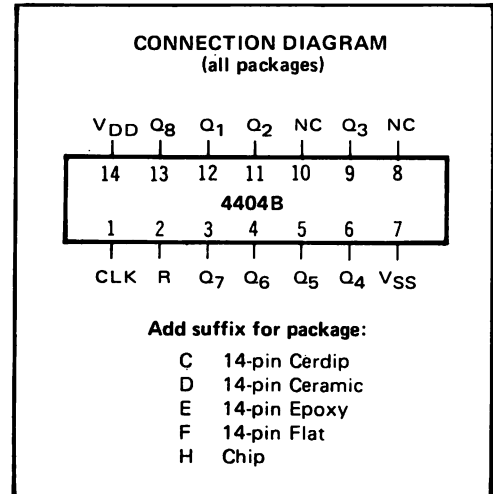 CONNECTION DIAGRAM
(all packages)
VDD Q8 Q1 Q2 NC Q3 NC
14 13 12 11 10 9 8
4404B
1 2 3 4 5 6 7
CLK R Q7 Q6 Q5 Q4 VSS
Add suffix for package:
C 14-pin Cerdip
D 14-pin Ceramic
E 14-pin Epoxy
F 14-pin Flat
H Chip